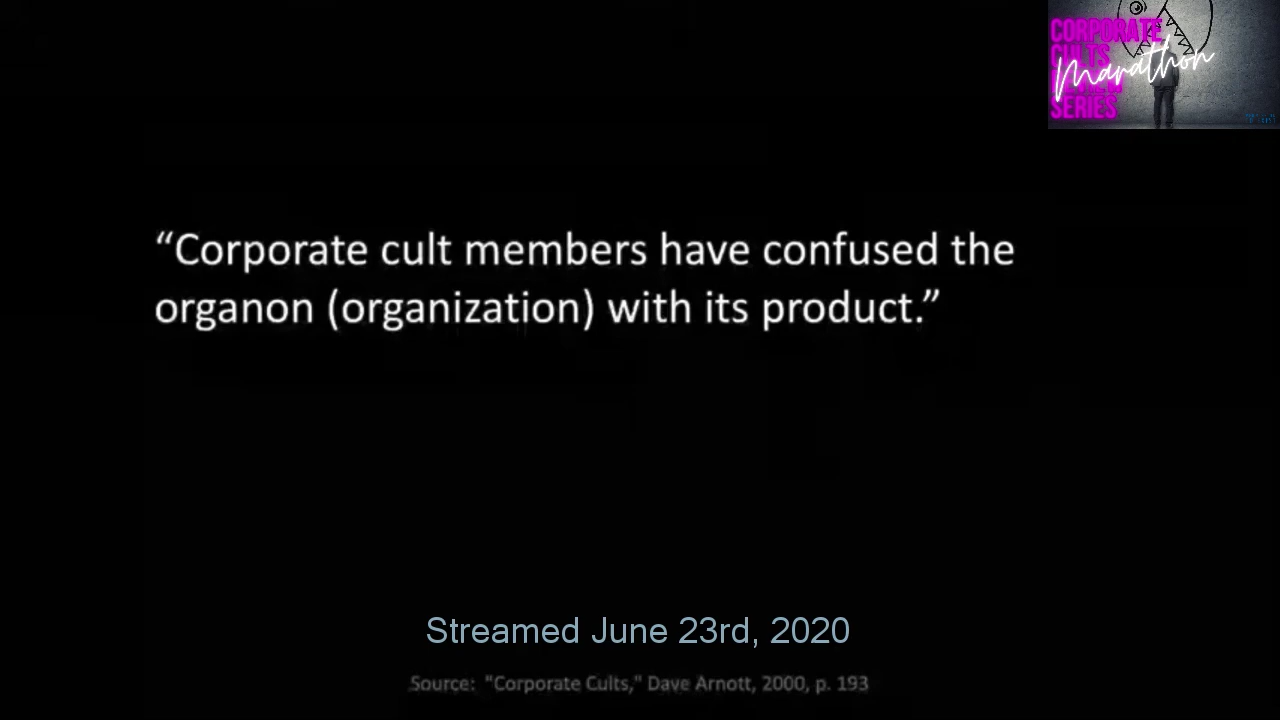 CORPORATE
CULTS
Marathon
SERIES
“Corporate cult members have confused the
organon (organization) with its product.”
Streamed June 23rd, 2020
Source: "Corporate Cults," Dave Arnott, 2000, p. 193